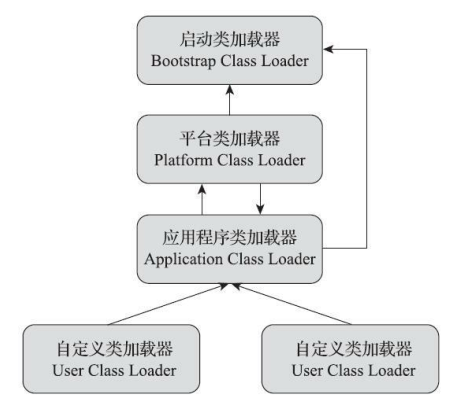 启动类加载器
Bootstrap Class Loader
平台类加载器
Platform Class Loader
应用程序类加载器
Application Class Loader
自定义类加载器
User Class Loader
自定义类加载器
User Class Loader